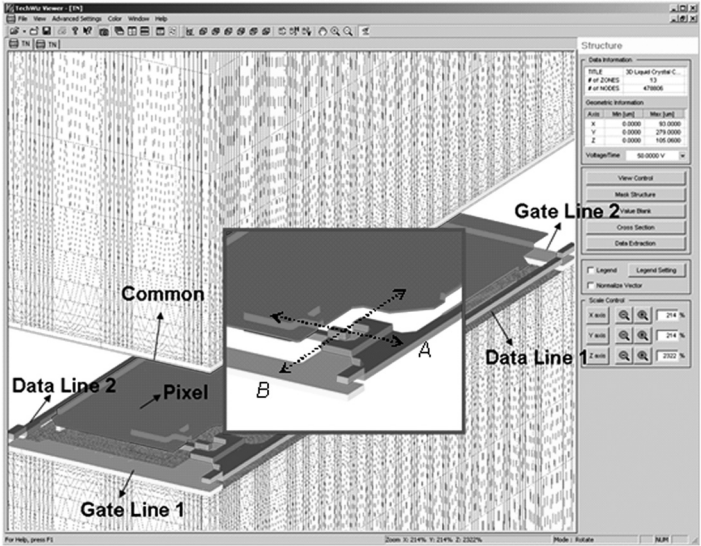 TechWiz Viewer - [TN]
File View Advanced Settings Color Window Help
TN TN
Structure
Data Information
TITLE 3D Liquid Crystal C...
# of ZONES 13
# of NODES 478606
Geometric Information
Axis Min [um] Max [um]
X 0.0000 93.0000
Y 0.0000 279.0000
Z 0.0000 105.0600
Voltage/Time 50.0000 V
View Control
Mask Structure
Value Blank
Cross Section
Data Extraction
Legend Legend Setting
Normalize Vector
Scale Control
X axis 214 %
Y axis 214 %
Z axis 2322 %
Gate Line 2
Common
Data Line 1
A
Data Line 2
Pixel
B
Gate Line 1
For Help, press F1
Zoom X: 214% Y: 214% Z: 2322%
Mode : Rotate
NUM